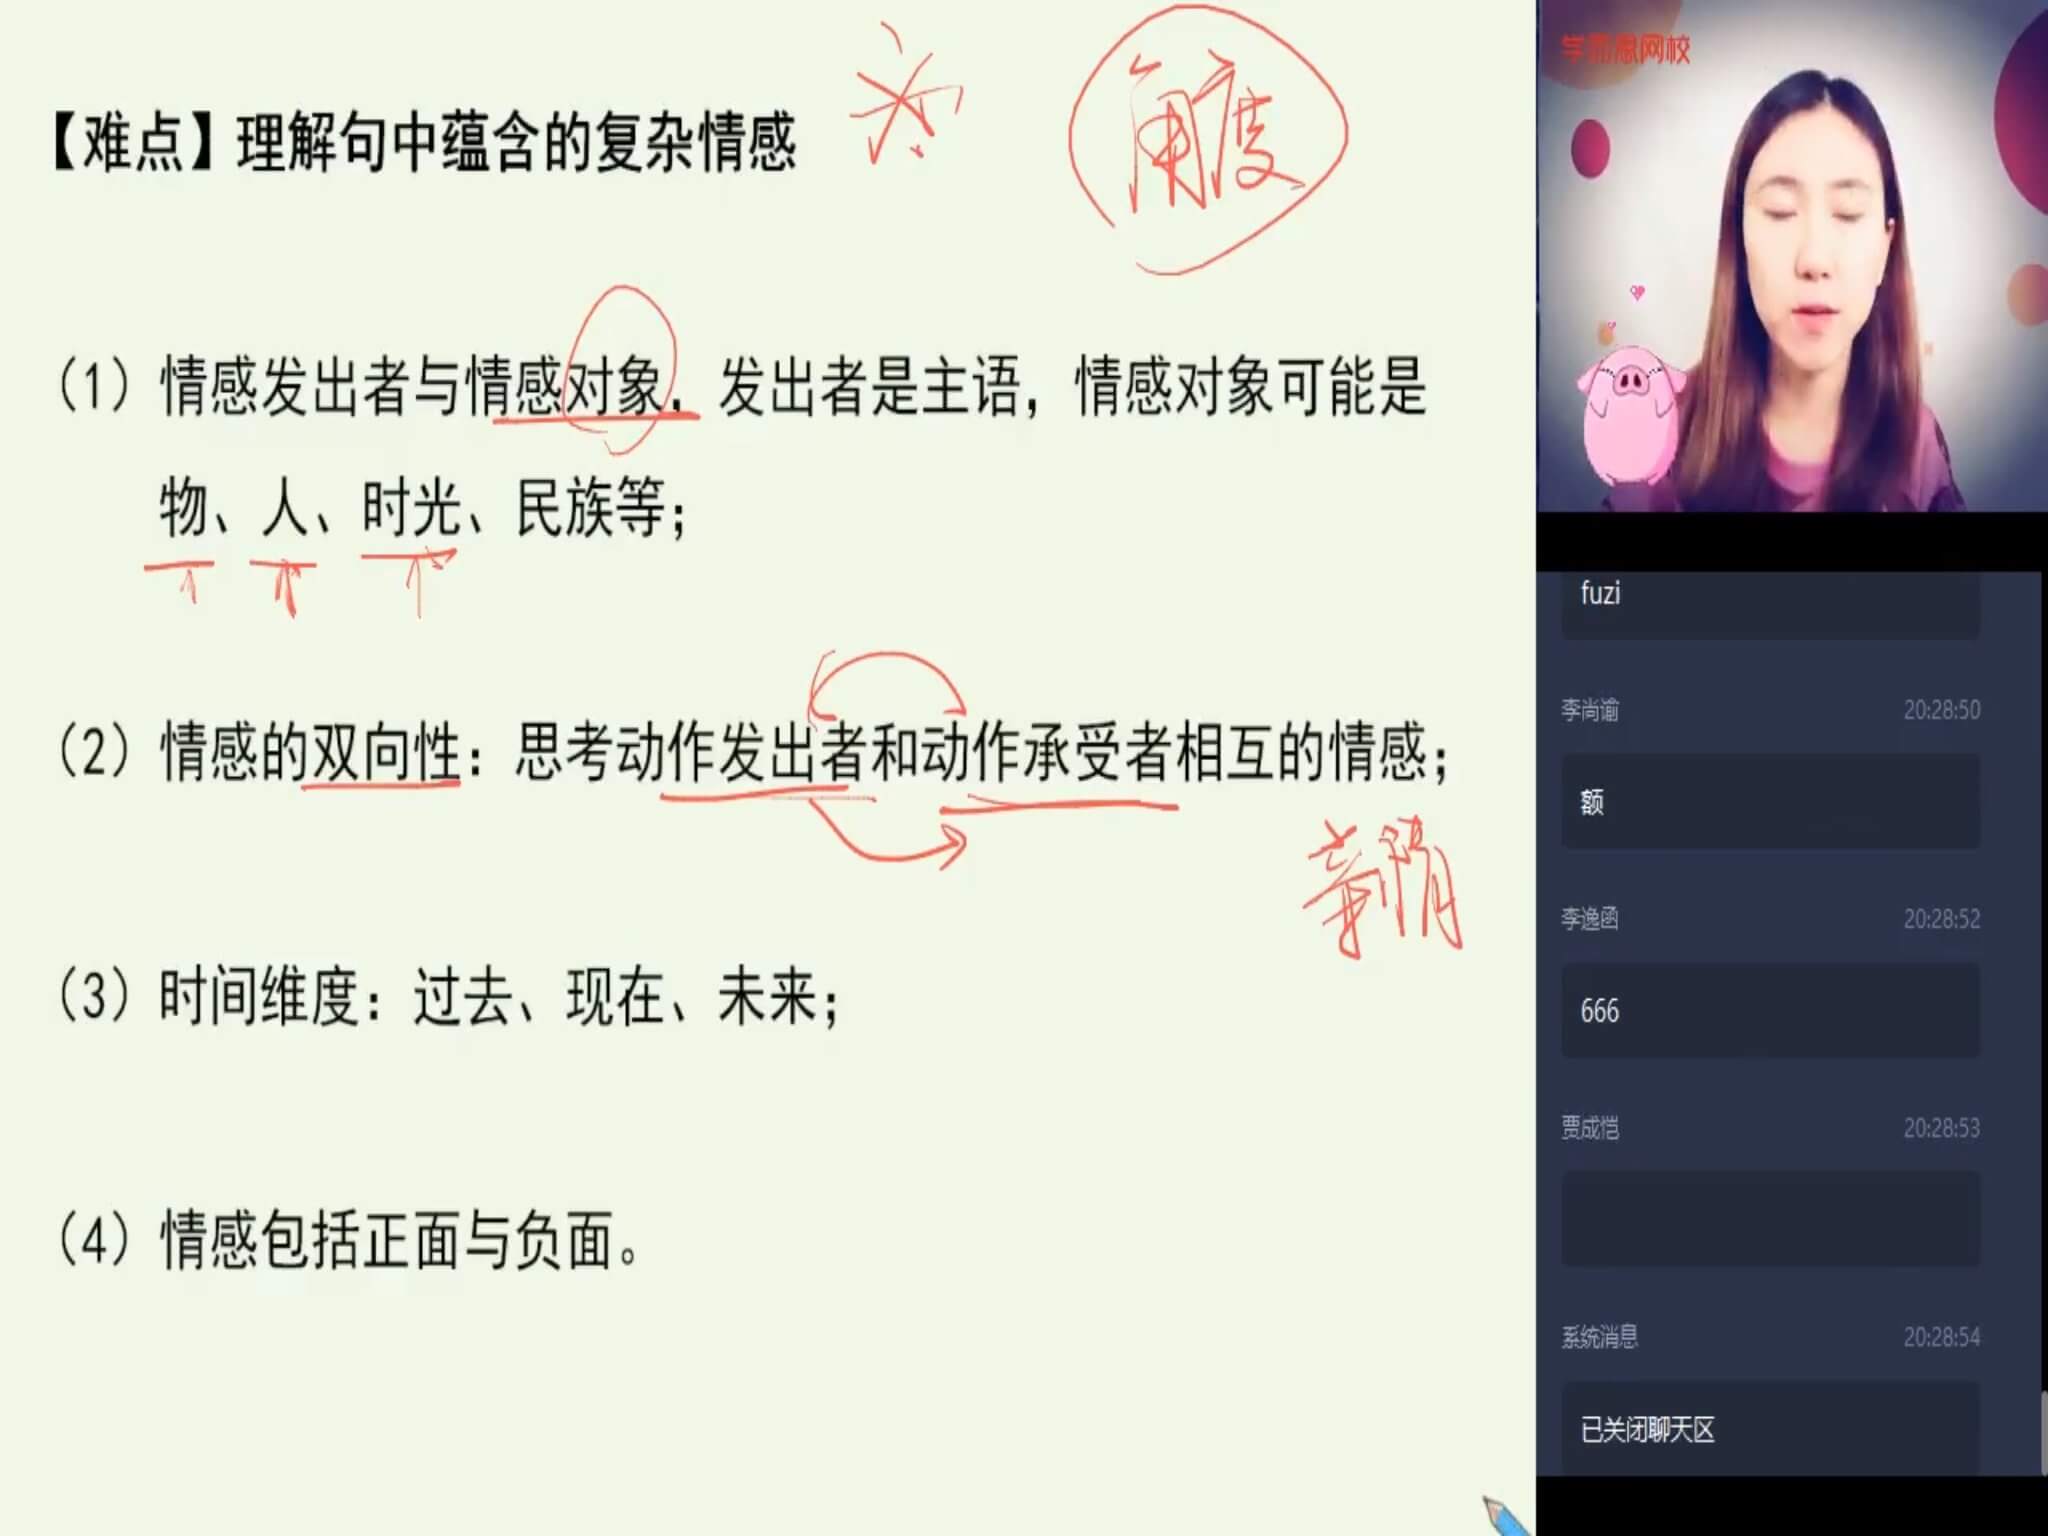 【难点】理解句中蕴含的复杂情感
角度
（1）情感发出者与情感对象，发出者是主语，情感对象可能是
物、人、时光、民族等；
（2）情感的双向性：思考动作发出者和动作承受者相互的情感；
亲情
（3）时间维度：过去、现在、未来；
（4）情感包括正面与负面。
学而思网校
fuzi
李尚谕 20:28:50
额
李逸函 20:28:52
666
贾成恺 20:28:53
系统消息 20:28:54
已关闭聊天区